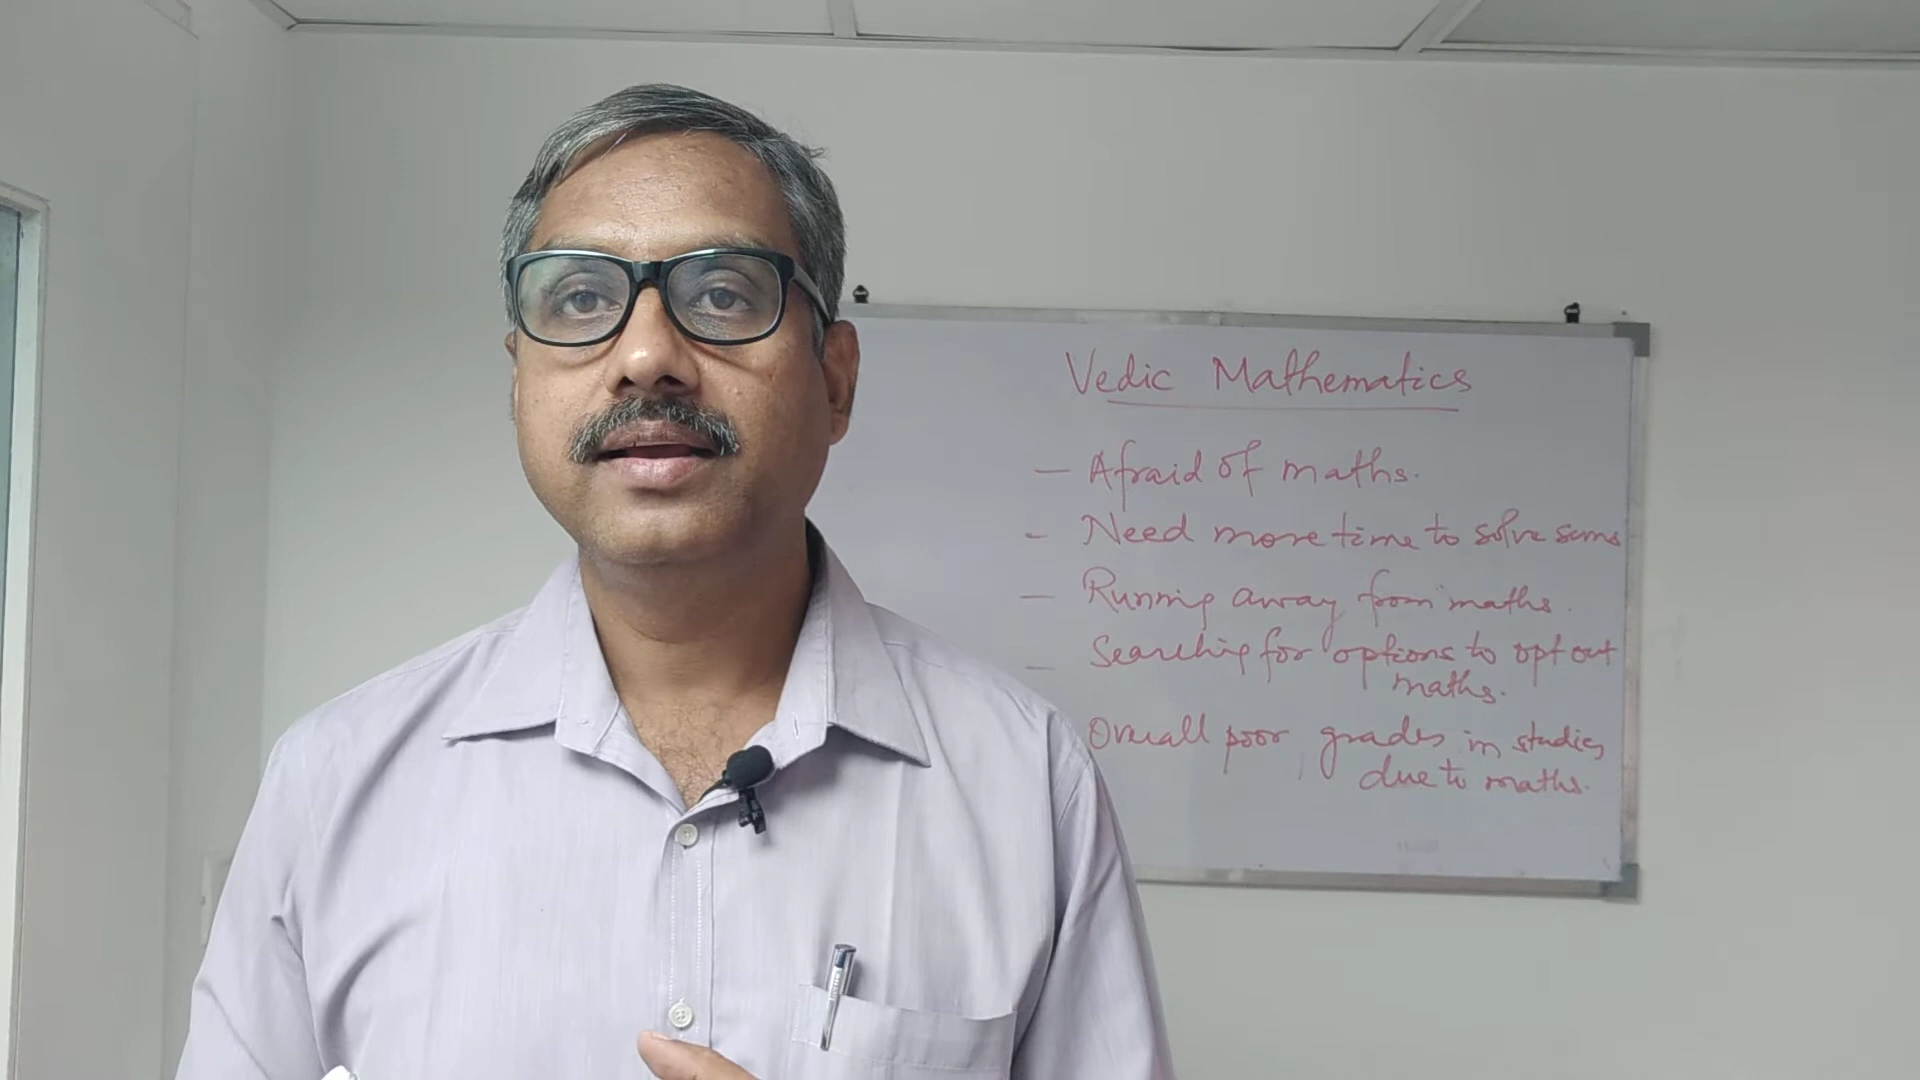 Vedic Mathematics
— Afraid of maths.
- Need more time to solve sums
— Running away from maths.
— Searching for options to opt out
maths.
Overall poor grades in studies
due to maths.